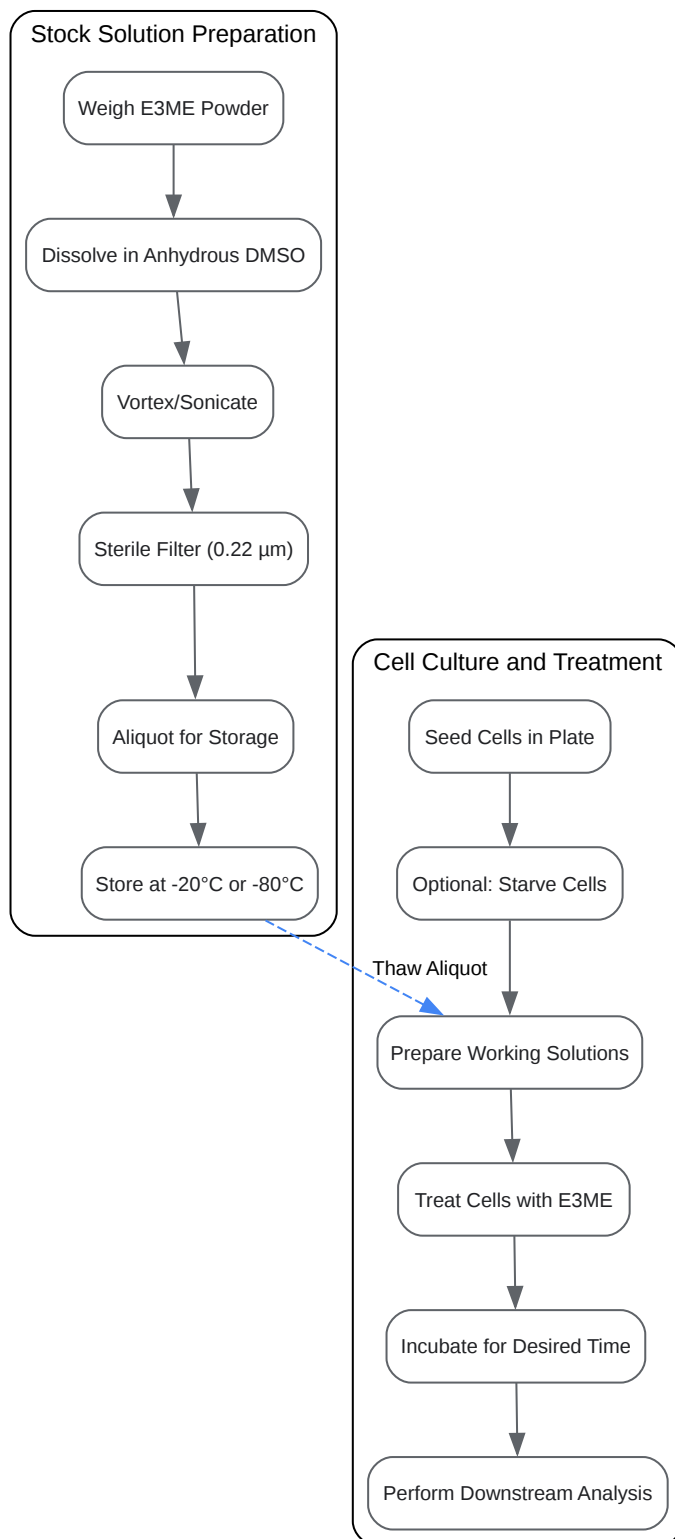 Stock Solution Preparation
Weigh E3ME Powder
Dissolve in Anhydrous DMSO
Vortex/Sonicate
Sterile Filter (0.22 µm)
Aliquot for Storage
Store at -20°C or -80°C
Thaw Aliquot
Cell Culture and Treatment
Seed Cells in Plate
Optional: Starve Cells
Prepare Working Solutions
Treat Cells with E3ME
Incubate for Desired Time
Perform Downstream Analysis